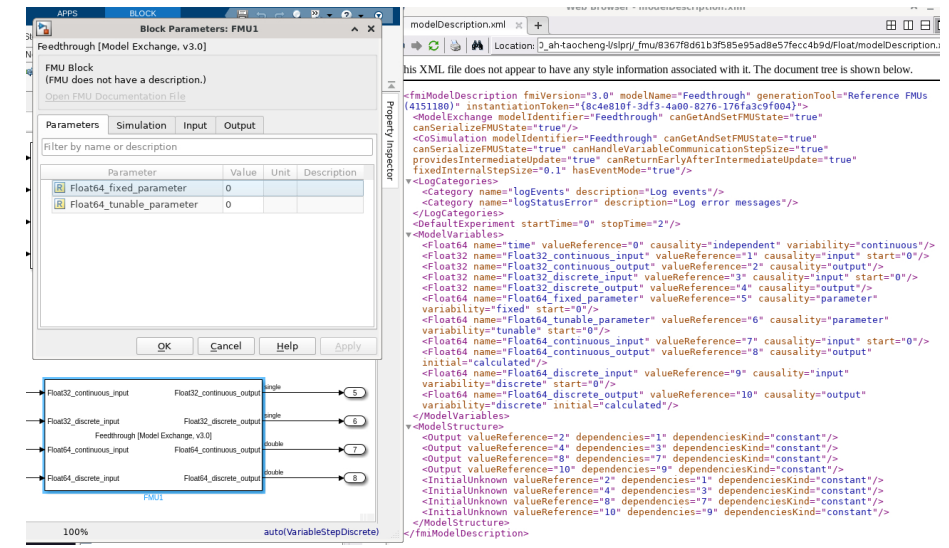 APPS
BLOCK
Web Browser - modelDescription.xml
Block Parameters: FMU1
Feedthrough [Model Exchange, v3.0]
FMU Block
(FMU does not have a description.)
Open FMU Documentation File
Parameters
Simulation
Input
Output
Filter by name or description
Parameter
Value
Unit
Description
Float64_fixed_parameter
0
Float64_tunable_parameter
0
OK
Cancel
Help
Apply
Property Inspector
Float32_continuous_input
Float32_continuous_output
single
5
Float32_discrete_input
Float32_discrete_output
single
6
Feedthrough [Model Exchange, v3.0]
Float64_continuous_input
Float64_continuous_output
double
7
Float64_discrete_input
Float64_discrete_output
double
8
FMU1
100%
auto(VariableStepDiscrete)
modelDescription.xml
Location:
0_ah-taocheng-l/slprj/_fmu/8367f8d61b3f585e95ad8e57fecc4b9d/Float/modelDescription.x
his XML file does not appear to have any style information associated with it. The document tree is shown below.
<fmiModelDescription fmiVersion="3.0" modelName="Feedthrough" generationTool="Reference FMUs
(4151180)" instantiationToken="{8c4e810f-3df3-4a00-8276-176fa3c9f004}">
<ModelExchange modelIdentifier="Feedthrough" canGetAndSetFMUState="true"
canSerializeFMUState="true"/>
<CoSimulation modelIdentifier="Feedthrough" canGetAndSetFMUState="true"
canSerializeFMUState="true" canHandleVariableCommunicationStepSize="true"
providesIntermediateUpdate="true" canReturnEarlyAfterIntermediateUpdate="true"
fixedInternalStepSize="0.1" hasEventMode="true"/>
<LogCategories>
<Category name="logEvents" description="Log events"/>
<Category name="logStatusError" description="Log error messages"/>
</LogCategories>
<DefaultExperiment startTime="0" stopTime="2"/>
<ModelVariables>
<Float64 name="time" valueReference="0" causality="independent" variability="continuous"/>
<Float32 name="Float32_continuous_input" valueReference="1" causality="input" start="0"/>
<Float32 name="Float32_continuous_output" valueReference="2" causality="output"/>
<Float32 name="Float32_discrete_input" valueReference="3" causality="input" start="0"/>
<Float32 name="Float32_discrete_output" valueReference="4" causality="output"/>
<Float64 name="Float64_fixed_parameter" valueReference="5" causality="parameter"
variability="fixed" start="0"/>
<Float64 name="Float64_tunable_parameter" valueReference="6" causality="parameter"
variability="tunable" start="0"/>
<Float64 name="Float64_continuous_input" valueReference="7" causality="input" start="0"/>
<Float64 name="Float64_continuous_output" valueReference="8" causality="output"
initial="calculated"/>
<Float64 name="Float64_discrete_input" valueReference="9" causality="input"
variability="discrete" start="0"/>
<Float64 name="Float64_discrete_output" valueReference="10" causality="output"
variability="discrete" initial="calculated"/>
</ModelVariables>
<ModelStructure>
<Output valueReference="2" dependencies="1" dependenciesKind="constant"/>
<Output valueReference="4" dependencies="3" dependenciesKind="constant"/>
<Output valueReference="8" dependencies="7" dependenciesKind="constant"/>
<Output valueReference="10" dependencies="9" dependenciesKind="constant"/>
<InitialUnknown valueReference="2" dependencies="1" dependenciesKind="constant"/>
<InitialUnknown valueReference="4" dependencies="3" dependenciesKind="constant"/>
<InitialUnknown valueReference="8" dependencies="7" dependenciesKind="constant"/>
<InitialUnknown valueReference="10" dependencies="9" dependenciesKind="constant"/>
</ModelStructure>
</fmiModelDescription>